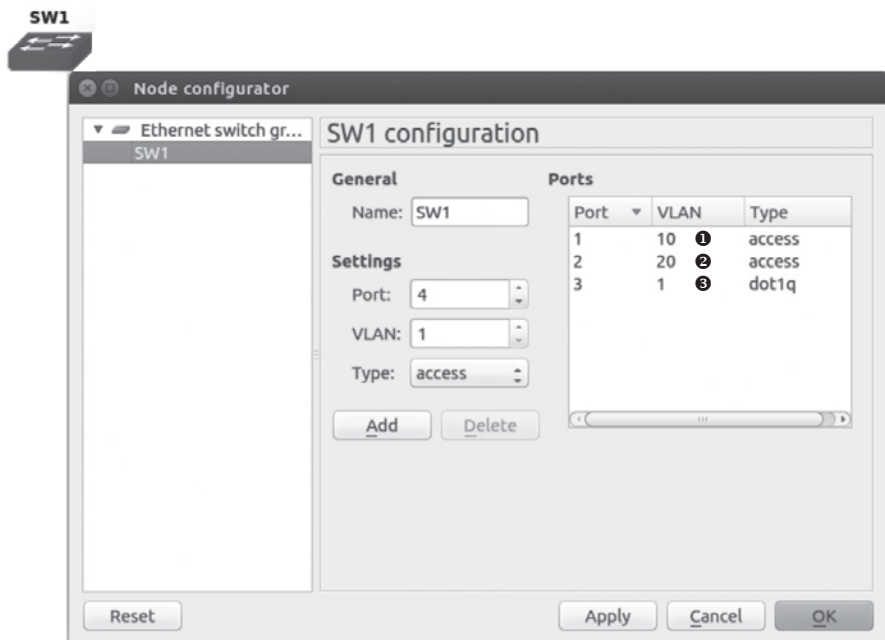 SW1
Node configurator
Ethernet switch gr...
SW1
SW1 configuration
General
Name: SW1
Settings
Port: 4
VLAN: 1
Type: access
Add Delete
Ports
Port VLAN Type
1 10 ❶ access
2 20 ❷ access
3 1 ❸ dot1q
Reset Apply Cancel OK